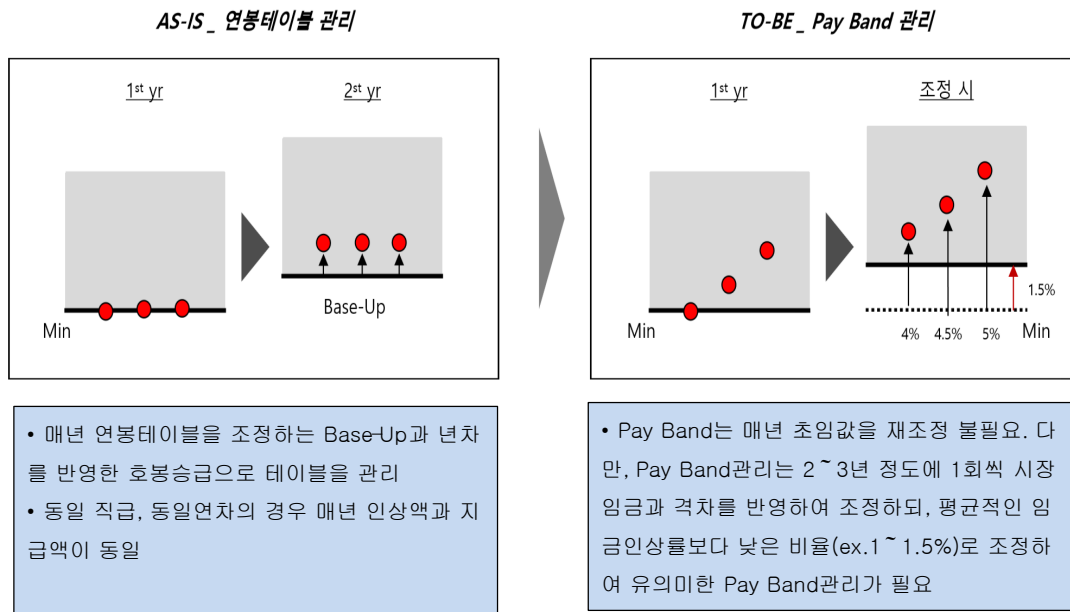 AS-IS _ 연봉테이블 관리
TO-BE _ Pay Band 관리
1st yr
2nd yr
Base-Up
Min
1st yr
조정 시
Min
1.5%
4%
4.5%
5%
Min
• 매년 연봉테이블을 조정하는 Base-Up과 년차
를 반영한 호봉승급으로 테이블을 관리
• 동일 직급, 동일연차의 경우 매년 인상액과 지
급액이 동일
• Pay Band는 매년 초임값을 재조정 불필요. 다
만, Pay Band관리는 2~3년 정도에 1회씩 시장
임금과 격차를 반영하여 조정하되, 평균적인 임
금인상률보다 낮은 비율(ex.1~1.5%)로 조정하
여 유의미한 Pay Band관리가 필요